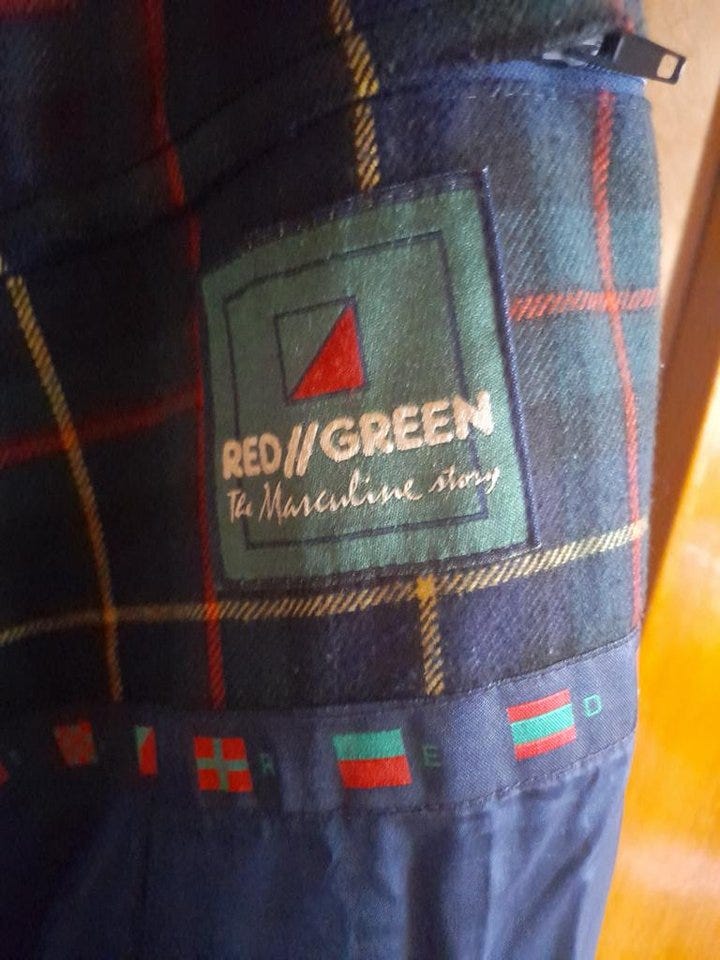 RED//GREEN
The Masculine story
R E D